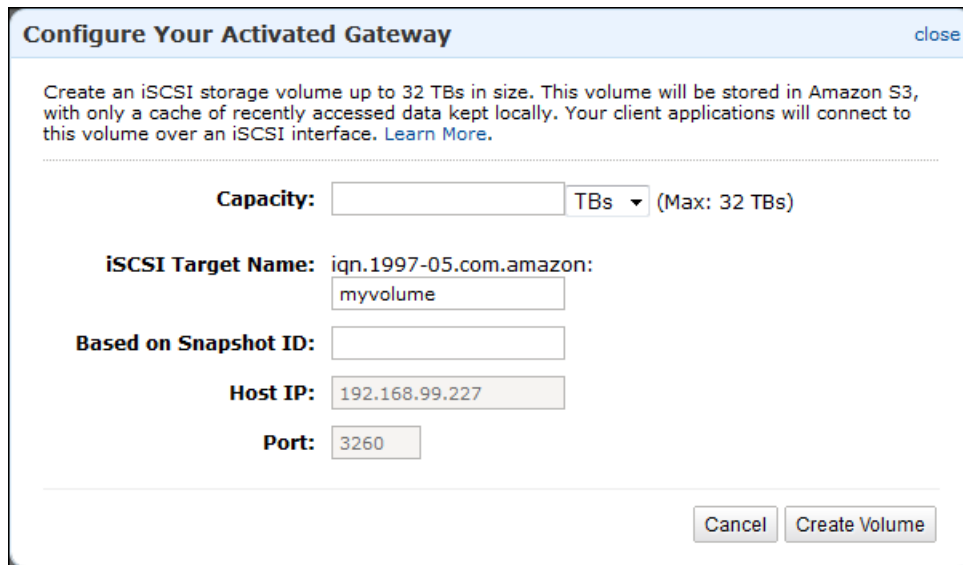 Configure Your Activated Gateway close
Create an iSCSI storage volume up to 32 TBs in size. This volume will be stored in Amazon S3,
with only a cache of recently accessed data kept locally. Your client applications will connect to
this volume over an iSCSI interface. Learn More.
Capacity: TBs (Max: 32 TBs)
iSCSI Target Name: iqn.1997-05.com.amazon:
myvolume
Based on Snapshot ID:
Host IP: 192.168.99.227
Port: 3260
Cancel Create Volume